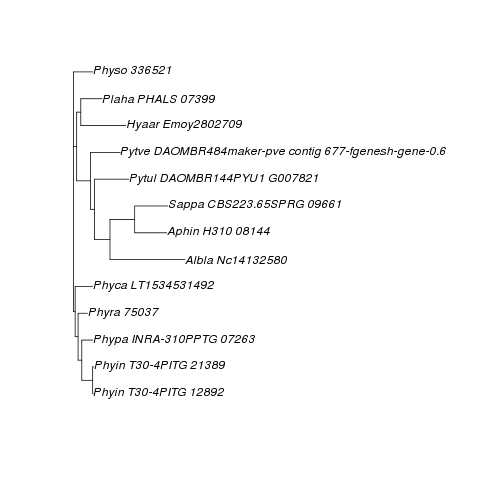 Physo 336521
Plaha PHALS 07399
Hyaar Emoy2802709
Pytve DAOMBR484maker-pve contig 677-fgenesh-gene-0.6
Pytul DAOMBR144PYU1 G007821
Sappa CBS223.65SPRG 09661
Aphin H310 08144
Albla Nc14132580
Phyca LT1534531492
Phyra 75037
Phypa INRA-310PPTG 07263
Phyin T30-4PITG 21389
Phyin T30-4PITG 12892